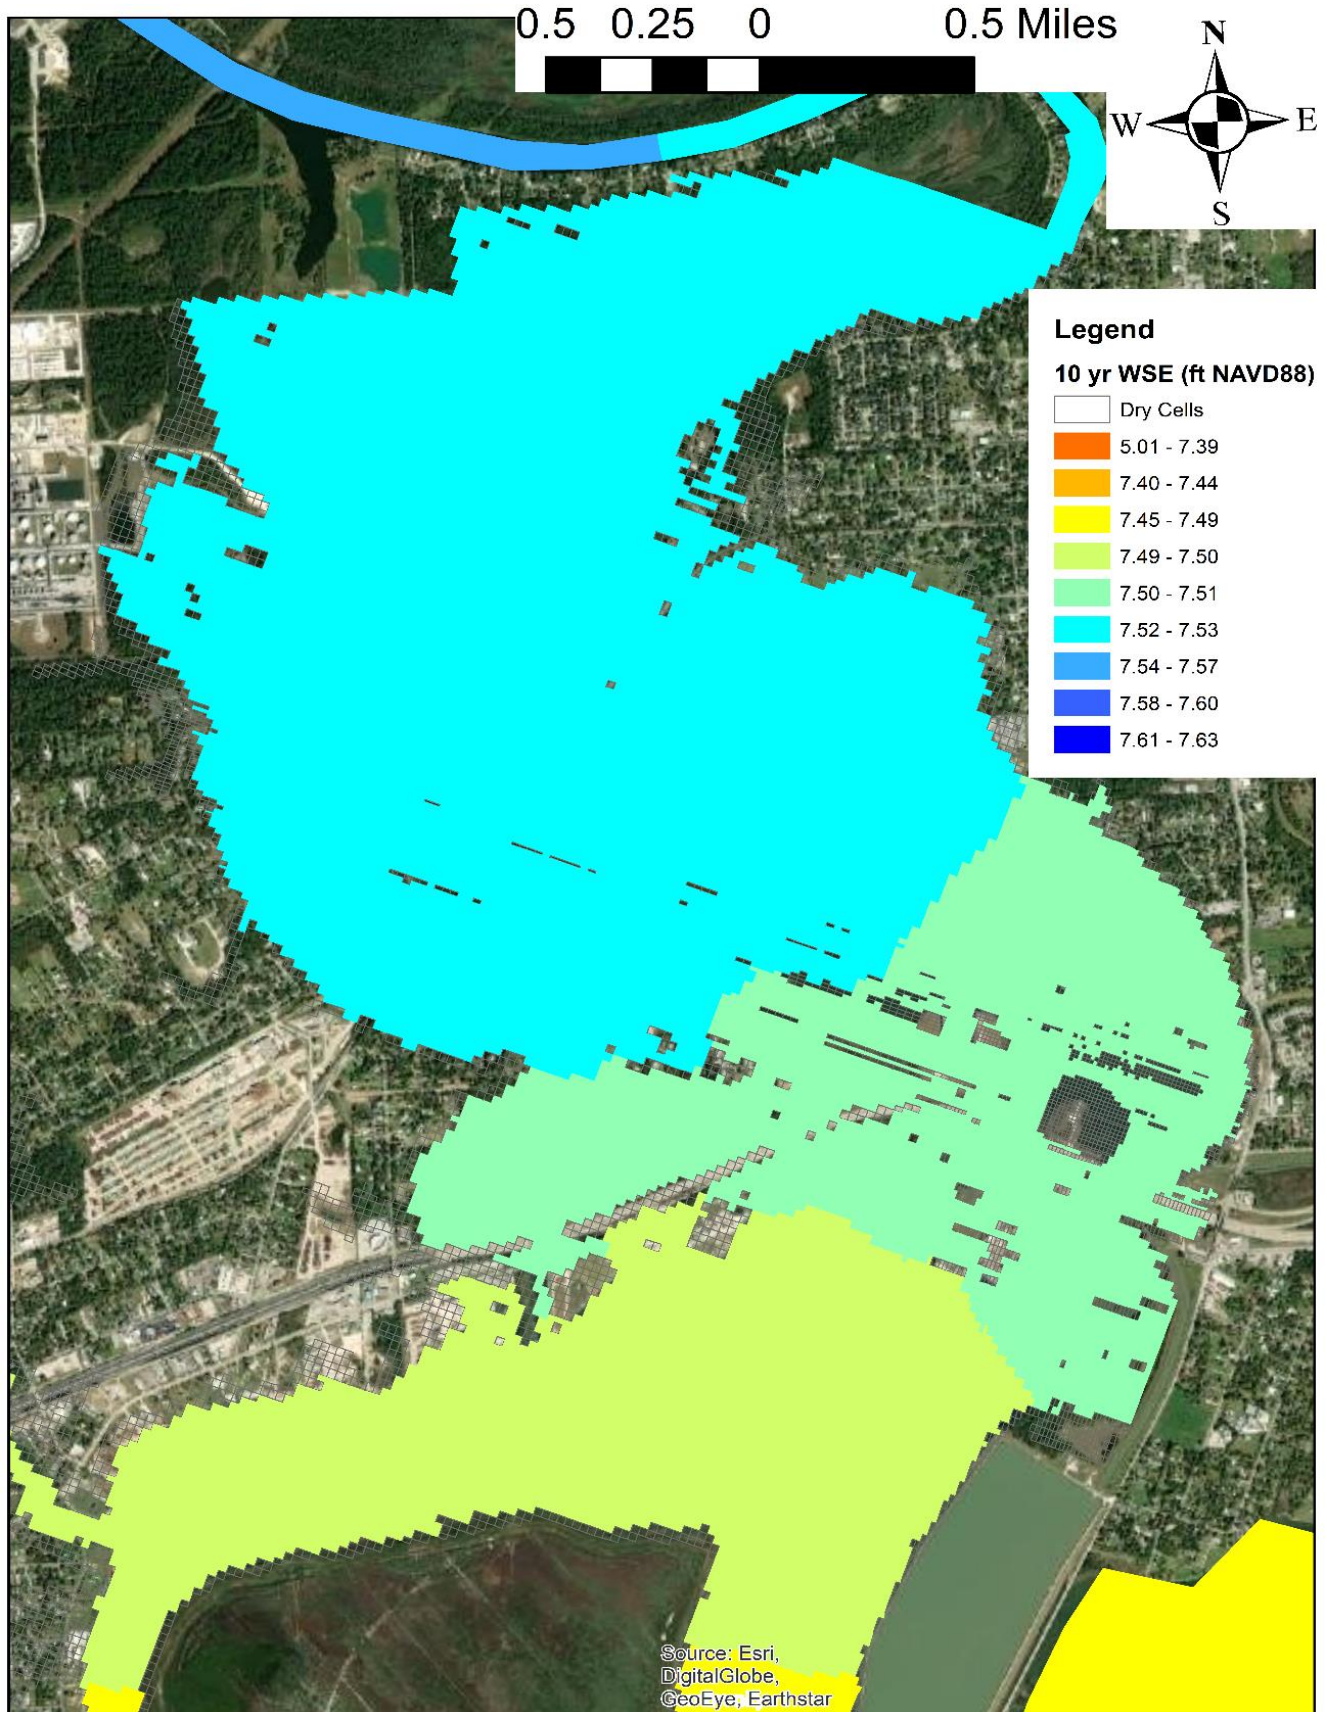 0.5 0.25 0 0.5 Miles
N
W E
S
Legend
10 yr WSE (ft NAVD88)
Dry Cells
5.01 - 7.39
7.40 - 7.44
7.45 - 7.49
7.49 - 7.50
7.50 - 7.51
7.52 - 7.53
7.54 - 7.57
7.58 - 7.60
7.61 - 7.63
Source: Esri,
DigitalGlobe,
GeoEye, Earthstar